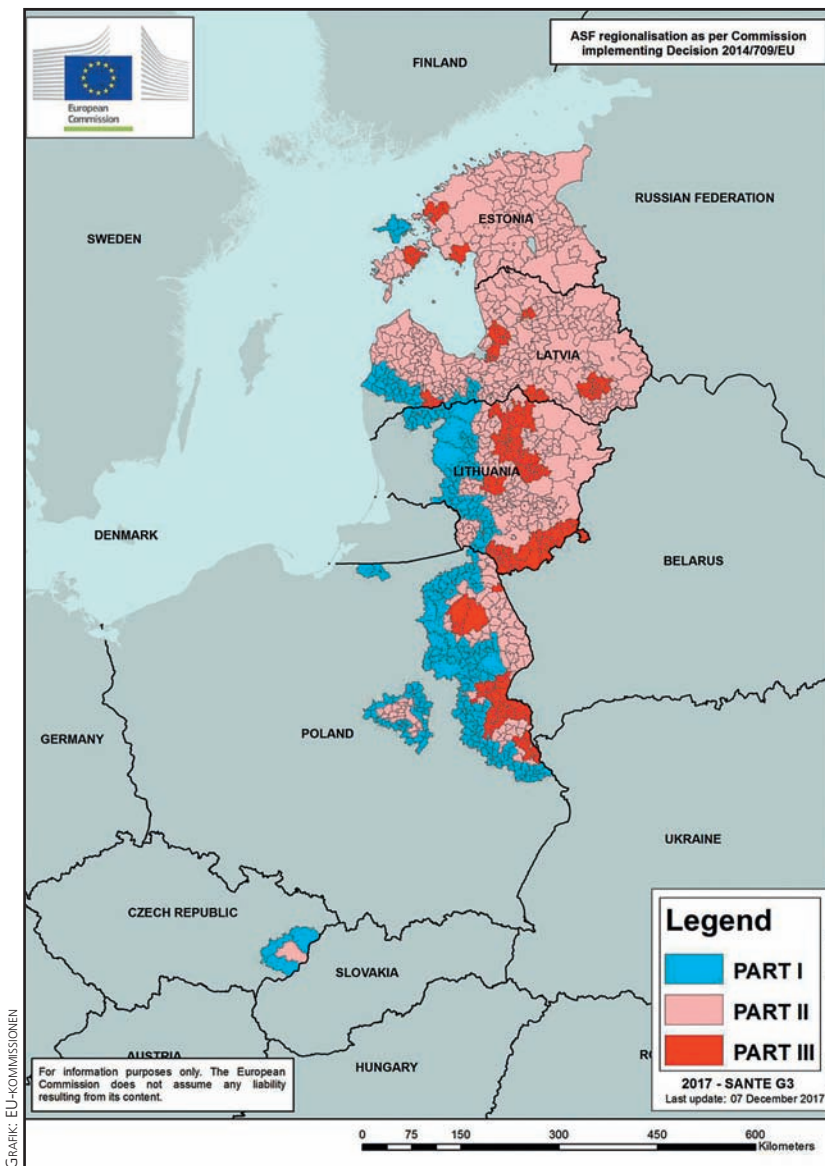 ASF regionalisation as per Commission
implementing Decision 2014/709/EU
European
Commission
FINLAND
RUSSIAN FEDERATION
ESTONIA
SWEDEN
LATVIA
LITHUANIA
DENMARK
BELARUS
POLAND
GERMANY
UKRAINE
CZECH REPUBLIC
SLOVAKIA
AUSTRIA
HUNGARY
RO
Legend
PART I
PART II
PART III
2017 - SANTE G3
Last update: 07 December 2017
For information purposes only. The European
Commission does not assume any liability
resulting from its content.
0 75 150 300 450 600
Kilometers
GRAFIK: EU-KOMMISSIONEN